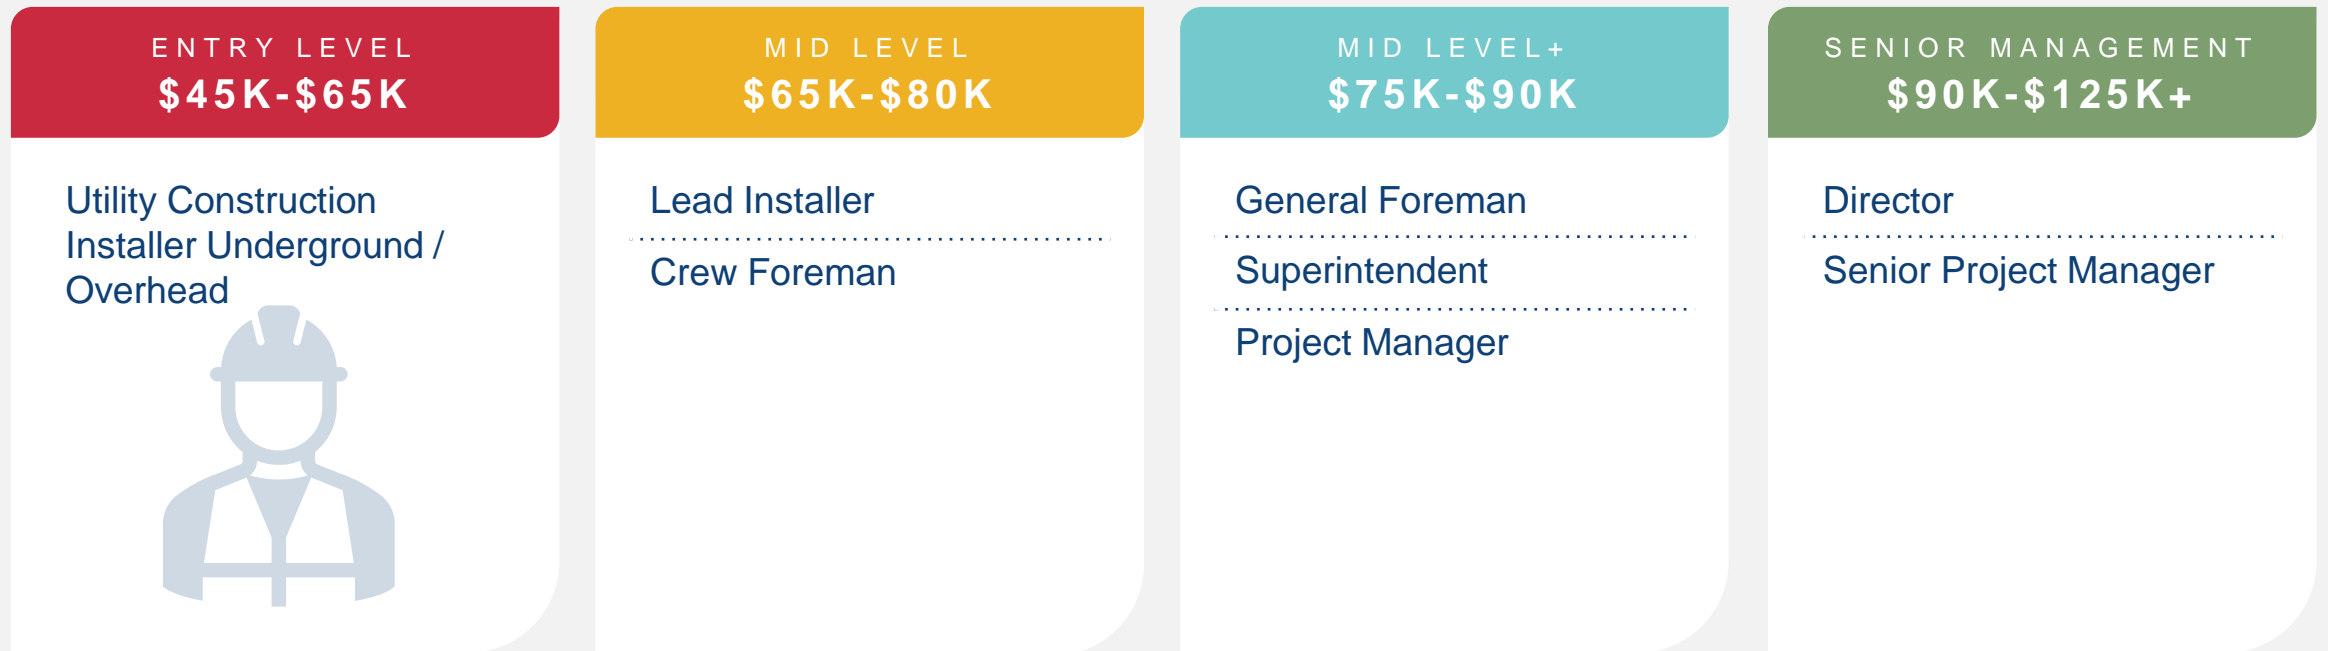 ENTRY LEVEL
$45K-$65K
Utility Construction
Installer Underground /
Overhead
MID LEVEL
$65K-$80K
Lead Installer
Crew Foreman
MID LEVEL+
$75K-$90K
General Foreman
Superintendent
Project Manager
SENIOR MANAGEMENT
$90K-$125K+
Director
Senior Project Manager